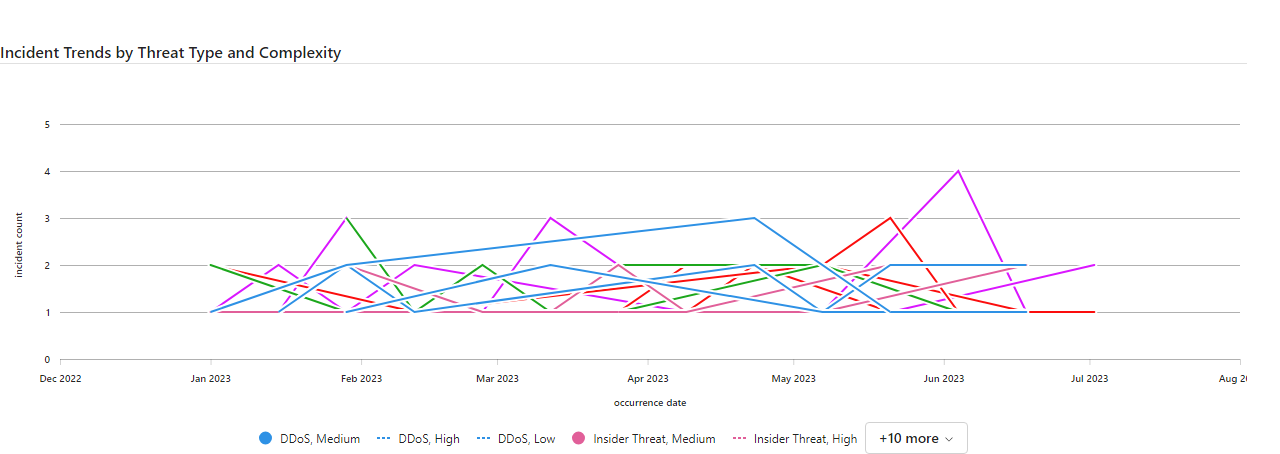 Incident Trends by Threat Type and Complexity
5
4
3
2
1
0
incident count
Dec 2022 Jan 2023 Feb 2023 Mar 2023 Apr 2023 May 2023 Jun 2023 Jul 2023 Aug 20
occurrence date
DDoS, Medium DDoS, High DDoS, Low Insider Threat, Medium Insider Threat, High +10 more